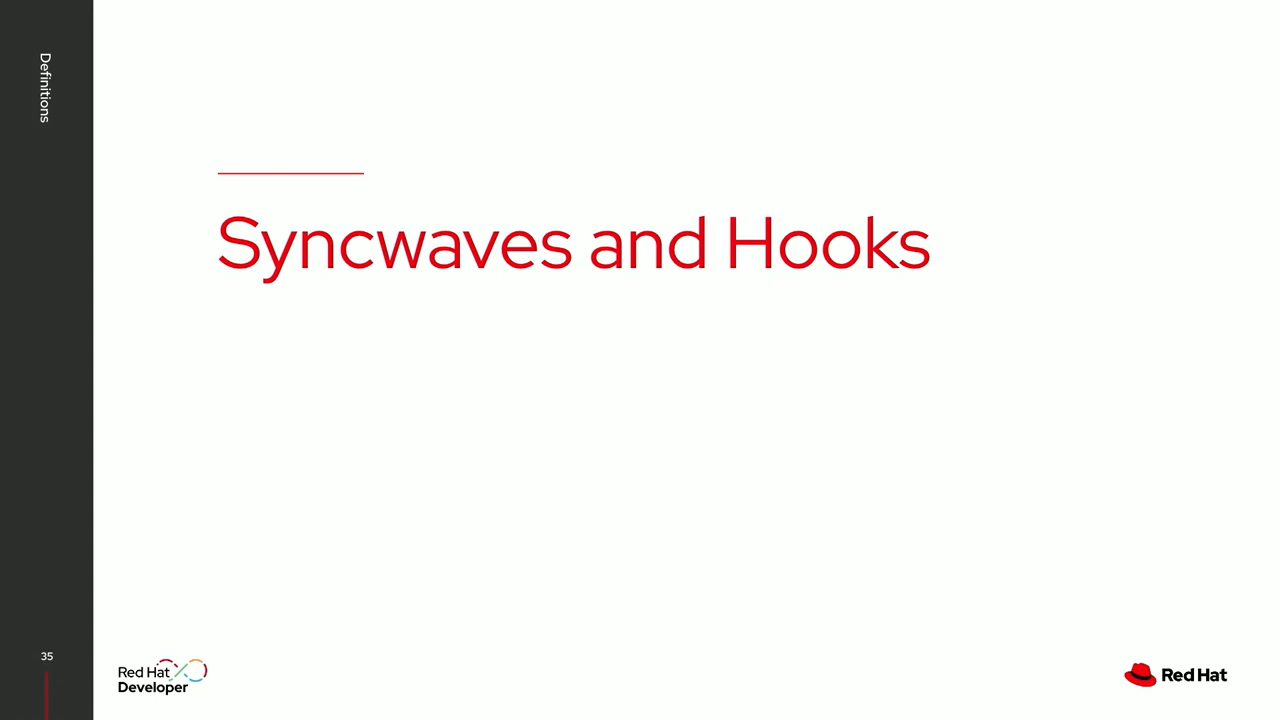 Definitions
Syncwaves and Hooks
35
Red Hat
Developer
Red Hat